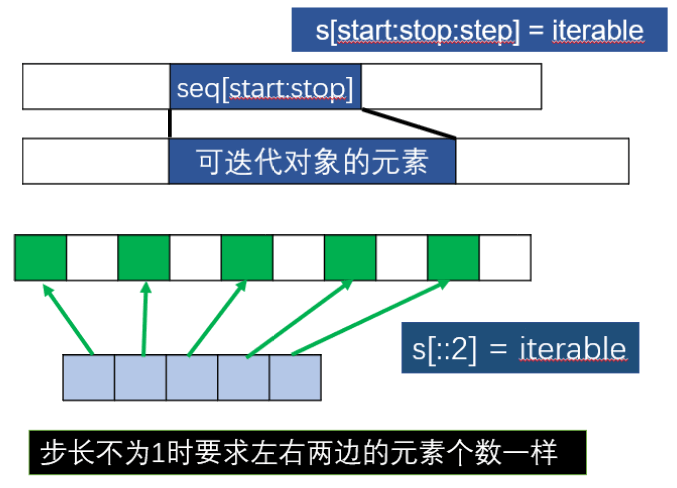 s[start:stop:step] = iterable
seq[start:stop]
可迭代对象的元素
s[::2] = iterable
步长不为1时要求左右两边的元素个数一样